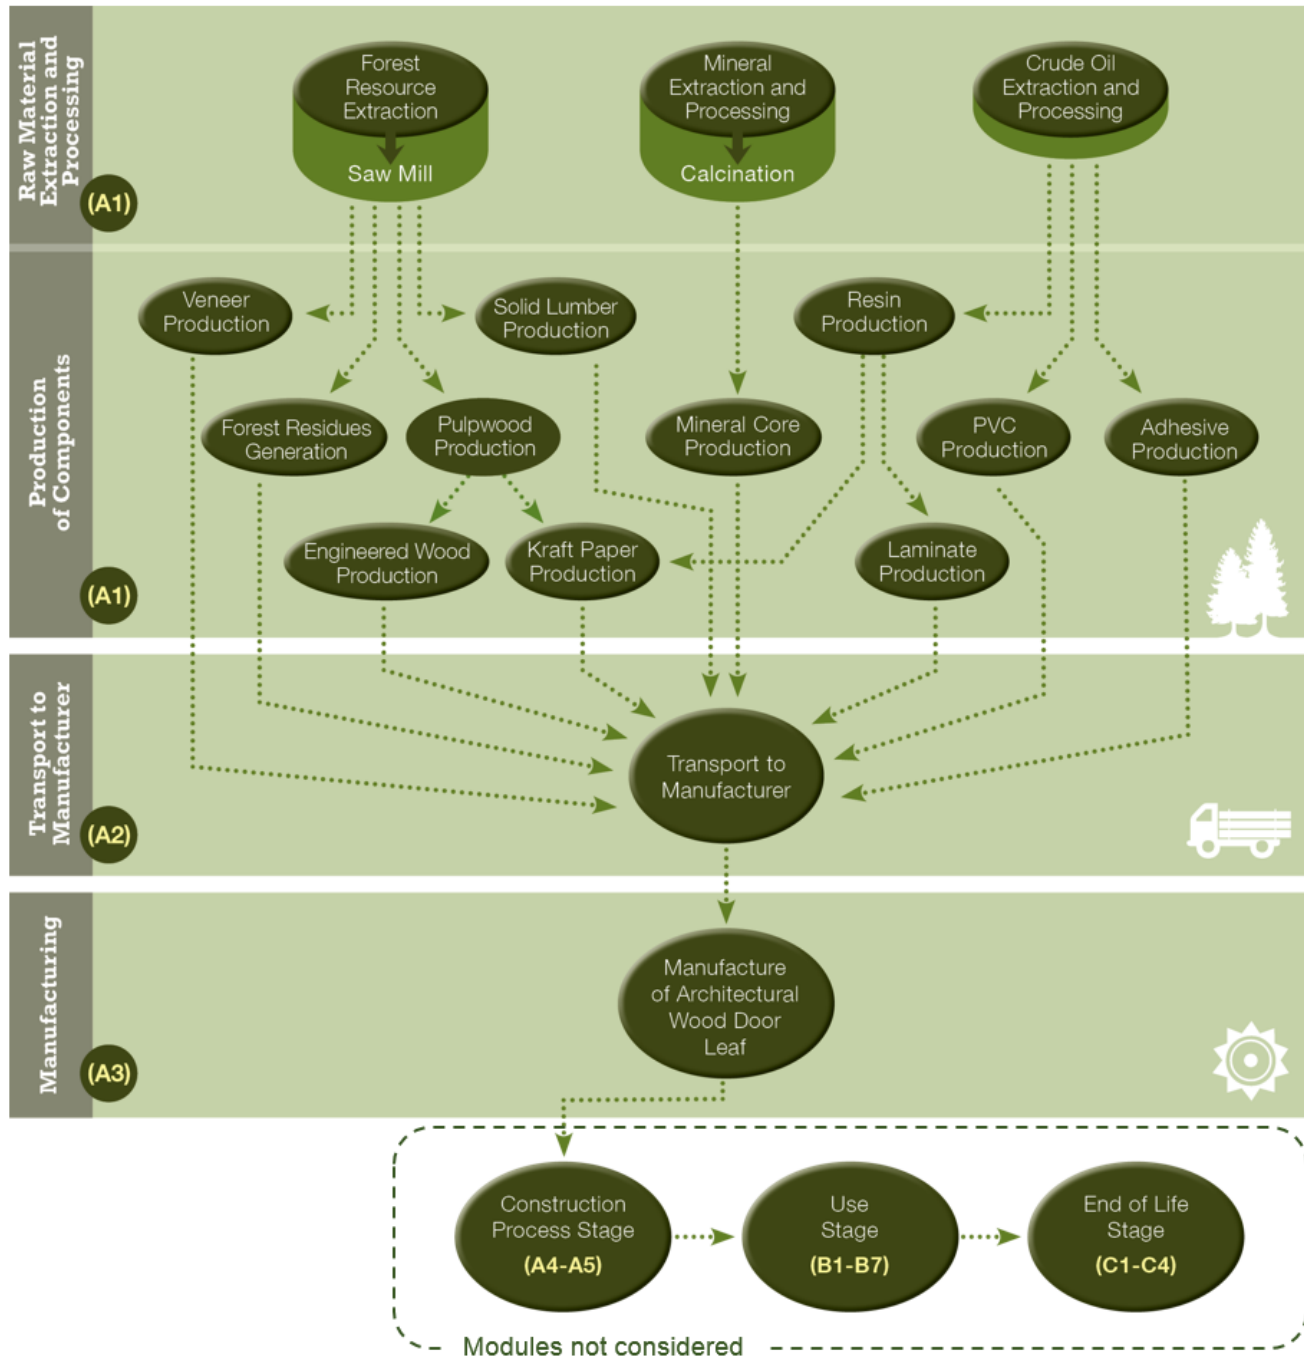 Raw Material
Extraction and
Processing
(A1)
Forest
Resource
Extraction
Saw Mill
Mineral
Extraction and
Processing
Calcination
Crude Oil
Extraction and
Processing
Production
of Components
(A1)
Veneer
Production
Solid Lumber
Production
Resin
Production
Forest Residues
Generation
Pulpwood
Production
Mineral Core
Production
PVC
Production
Adhesive
Production
Engineered Wood
Production
Kraft Paper
Production
Laminate
Production
Transport to
Manufacturer
(A2)
Transport to
Manufacturer
Manufacturing
(A3)
Manufacture
of Architectural
Wood Door
Leaf
Construction
Process Stage
(A4-A5)
Use
Stage
(B1-B7)
End of Life
Stage
(C1-C4)
Modules not considered